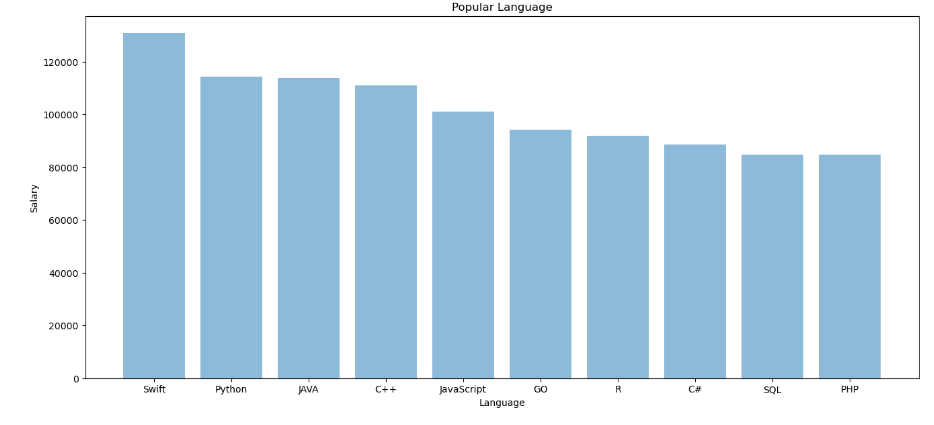 Popular Language
120000
100000
80000
60000
40000
20000
0
Salary
Swift Python JAVA C++ JavaScript GO R C# SQL PHP
Language